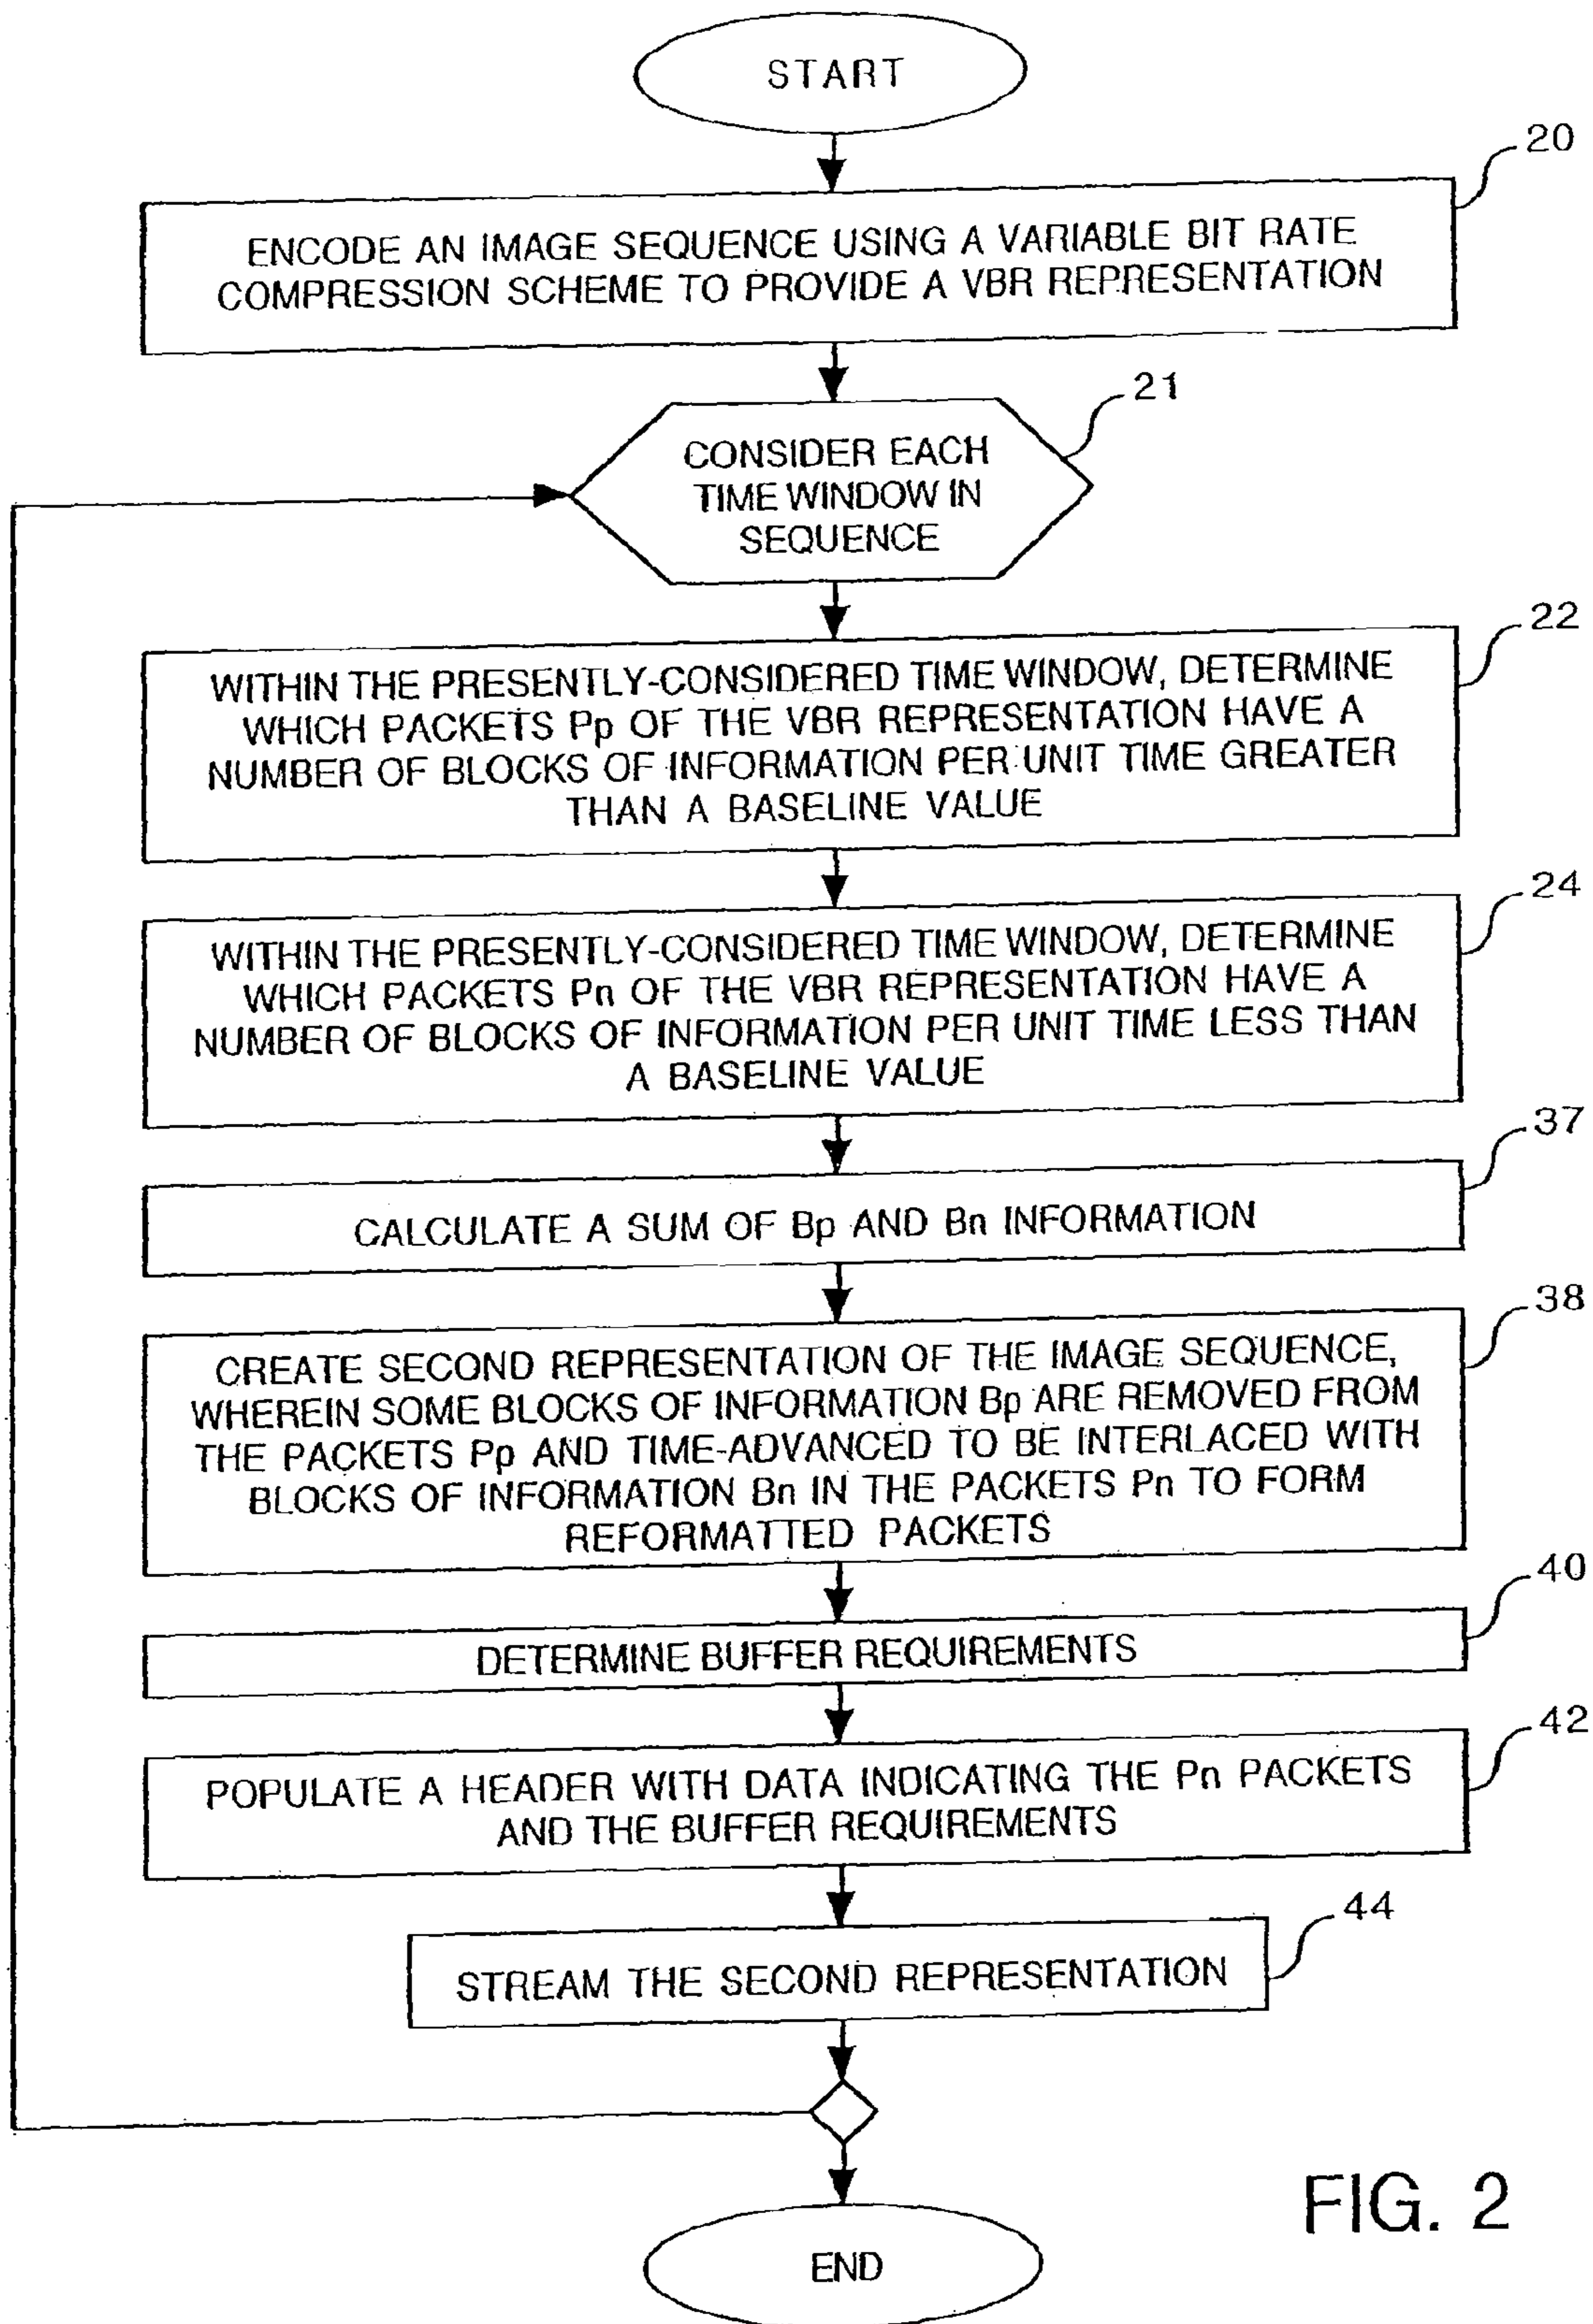 START
20
ENCODE AN IMAGE SEQUENCE USING A VARIABLE BIT RATE
COMPRESSION SCHEME TO PROVIDE A VBR REPRESENTATION
21
CONSIDER EACH
TIME WINDOW IN
SEQUENCE
22
WITHIN THE PRESENTLY-CONSIDERED TIME WINDOW, DETERMINE
WHICH PACKETS Pp OF THE VBR REPRESENTATION HAVE A
NUMBER OF BLOCKS OF INFORMATION PER UNIT TIME GREATER
THAN A BASELINE VALUE
24
WITHIN THE PRESENTLY-CONSIDERED TIME WINDOW, DETERMINE
WHICH PACKETS Pn OF THE VBR REPRESENTATION HAVE A
NUMBER OF BLOCKS OF INFORMATION PER UNIT TIME LESS THAN
A BASELINE VALUE
37
CALCULATE A SUM OF Bp AND Bn INFORMATION
38
CREATE SECOND REPRESENTATION OF THE IMAGE SEQUENCE,
WHEREIN SOME BLOCKS OF INFORMATION Bp ARE REMOVED FROM
THE PACKETS Pp AND TIME-ADVANCED TO BE INTERLACED WITH
BLOCKS OF INFORMATION Bn IN THE PACKETS Pn TO FORM
REFORMATTED PACKETS
40
DETERMINE BUFFER REQUIREMENTS
42
POPULATE A HEADER WITH DATA INDICATING THE Pn PACKETS
AND THE BUFFER REQUIREMENTS
44
STREAM THE SECOND REPRESENTATION
END
FIG. 2